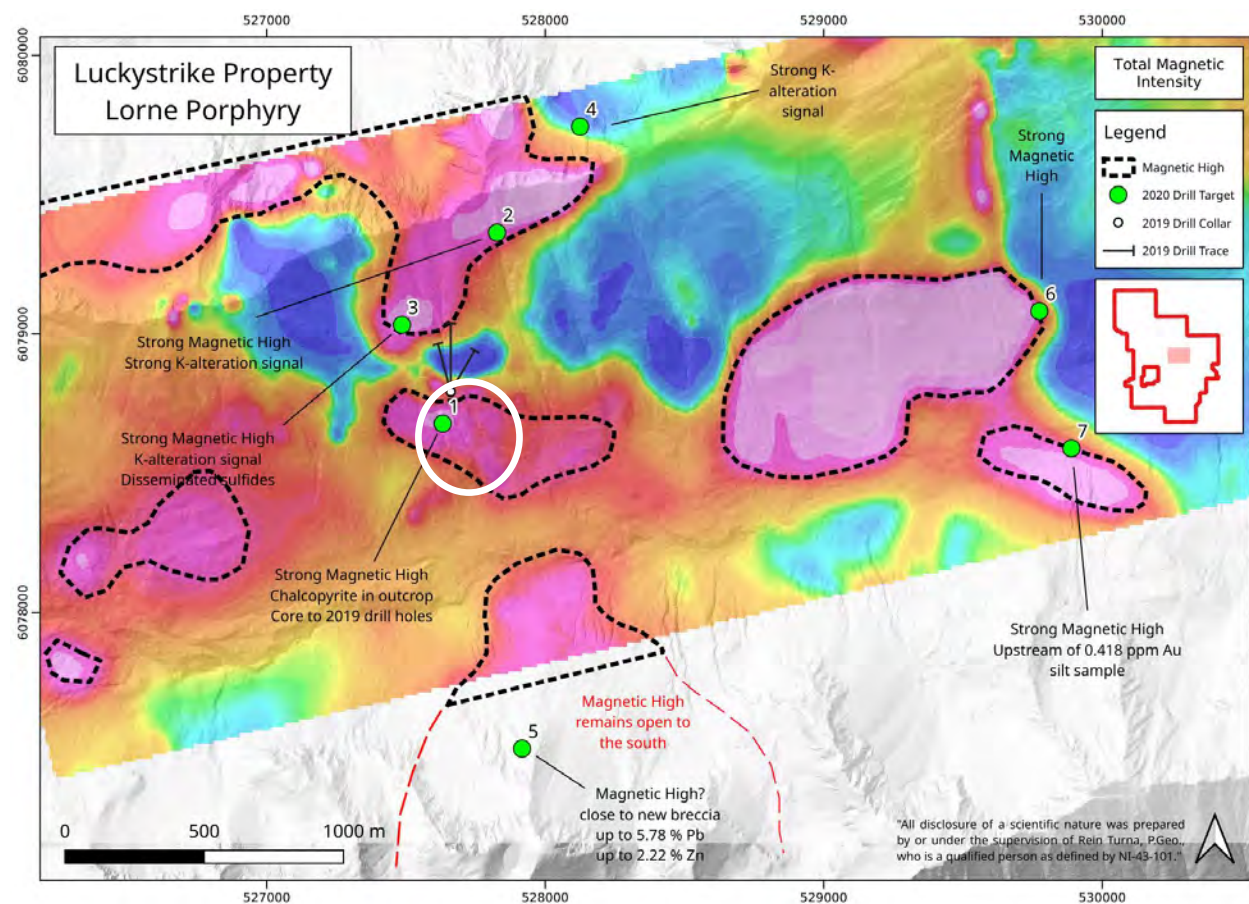 527000
528000
529000
530000
6080000
6079000
6078000
Luckystrike Property
Lorne Porphyry
Strong K-
alteration
signal
4
Total Magnetic
Intensity
Legend
Magnetic High
2020 Drill Target
2019 Drill Collar
2019 Drill Trace
Strong
Magnetic
High
2
6
3
Strong Magnetic High
Strong K-alteration signal
1
7
Strong Magnetic High
K-alteration signal
Disseminated sulfides
Strong Magnetic High
Chalcopyrite in outcrop
Core to 2019 drill holes
Strong Magnetic High
Upstream of 0.418 ppm Au
silt sample
Magnetic High
remains open to
the south
5
Magnetic High?
close to new breccia
up to 5.78 % Pb
up to 2.22 % Zn
0
500
1000 m
"All disclosure of a scientific nature was prepared
by or under the supervision of Rein Turna, P.Geo.,
who is a qualified person as defined by NI-43-101."
527000
528000
529000
530000